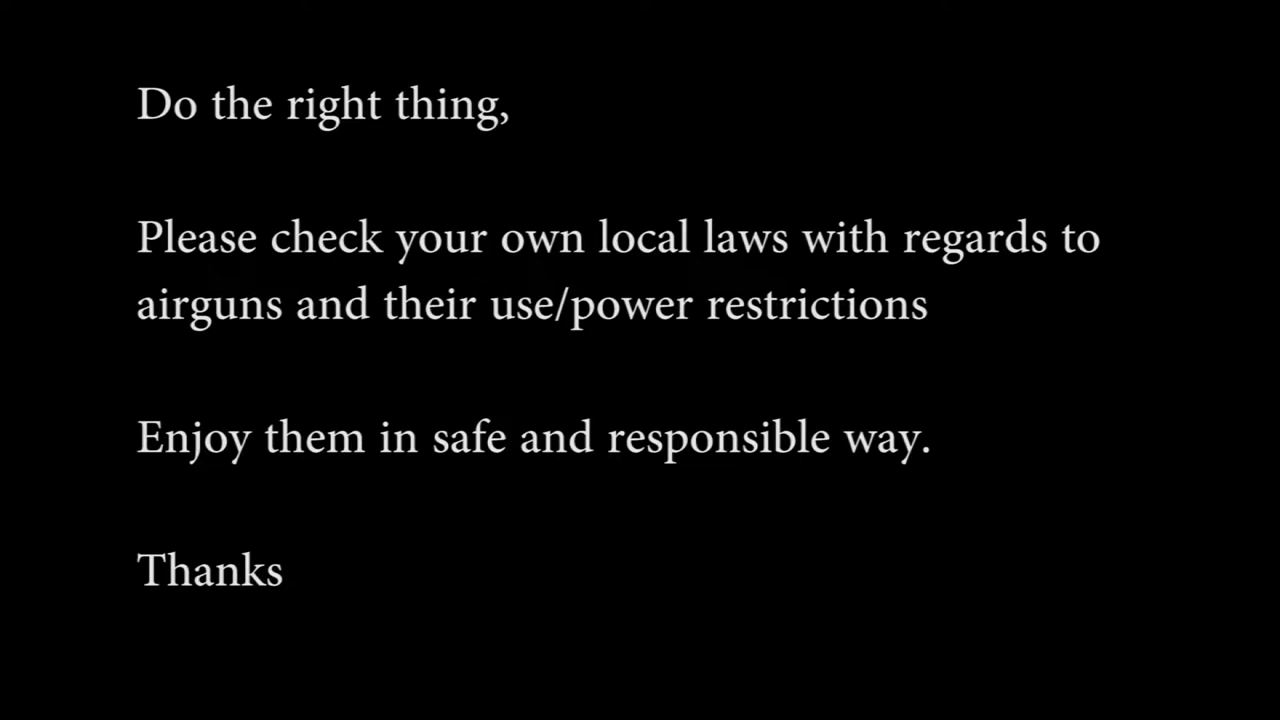 Do the right thing,
Please check your own local laws with regards to
airguns and their use/power restrictions
Enjoy them in safe and responsible way.
Thanks